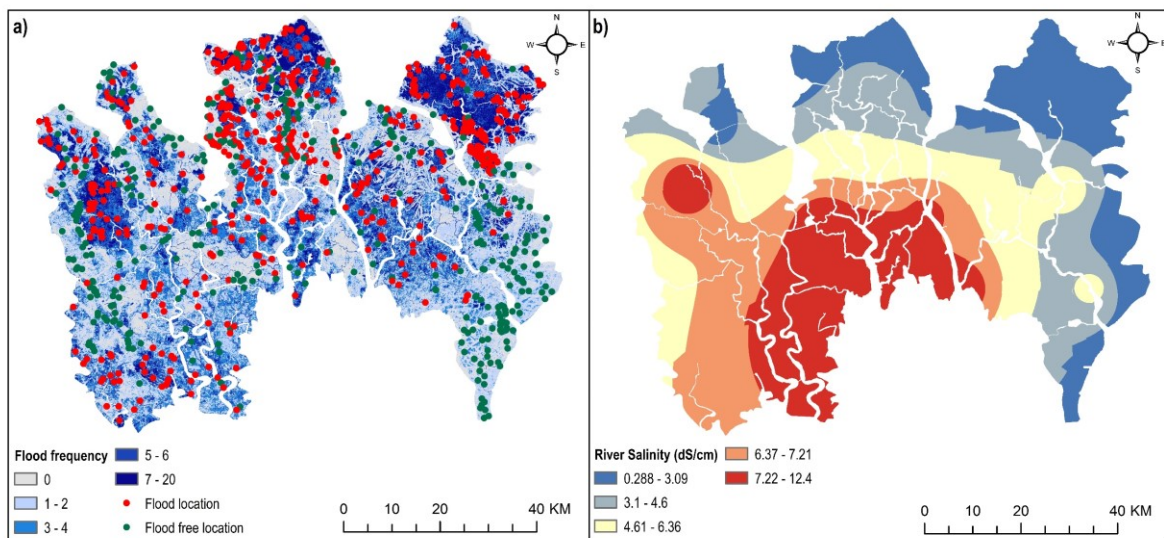 a)
N
W E
S
Flood frequency
0
1 - 2
3 - 4
5 - 6
7 - 20
Flood location
Flood free location
0 10 20 40 KM
b)
N
W E
S
River Salinity (dS/cm)
0.288 - 3.09
3.1 - 4.6
4.61 - 6.36
6.37 - 7.21
7.22 - 12.4
0 10 20 40 KM